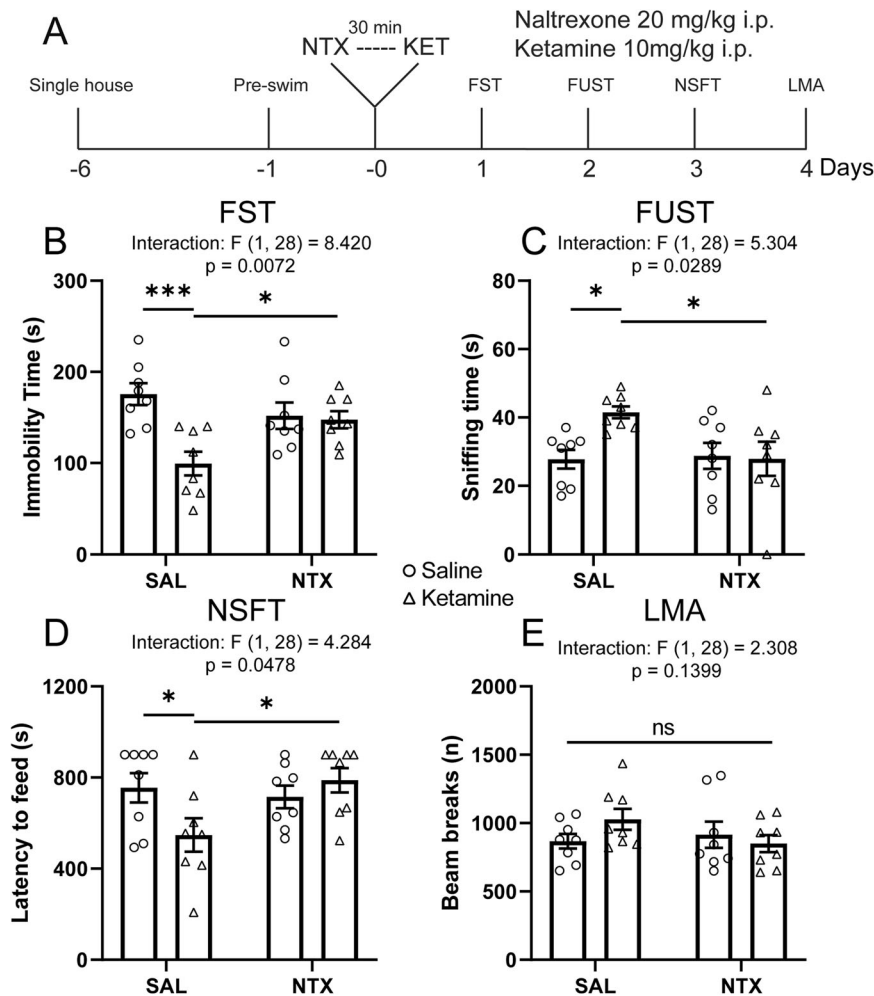 A
30 min
NTX ----- KET
Naltrexone 20 mg/kg i.p.
Ketamine 10mg/kg i.p.
Single house
Pre-swim
FST
FUST
NSFT
LMA
-6
-1
-0
1
2
3
4 Days
B
FST
Interaction: F (1, 28) = 8.420
p = 0.0072
Immobility Time (s)
300
200
100
0
***
*
SAL
NTX
C
FUST
Interaction: F (1, 28) = 5.304
p = 0.0289
Sniffing time (s)
80
60
40
20
0
*
*
SAL
NTX
Saline
Ketamine
D
NSFT
Interaction: F (1, 28) = 4.284
p = 0.0478
Latency to feed (s)
1200
800
400
0
*
*
SAL
NTX
E
LMA
Interaction: F (1, 28) = 2.308
p = 0.1399
Beam breaks (n)
2000
1500
1000
500
0
ns
SAL
NTX